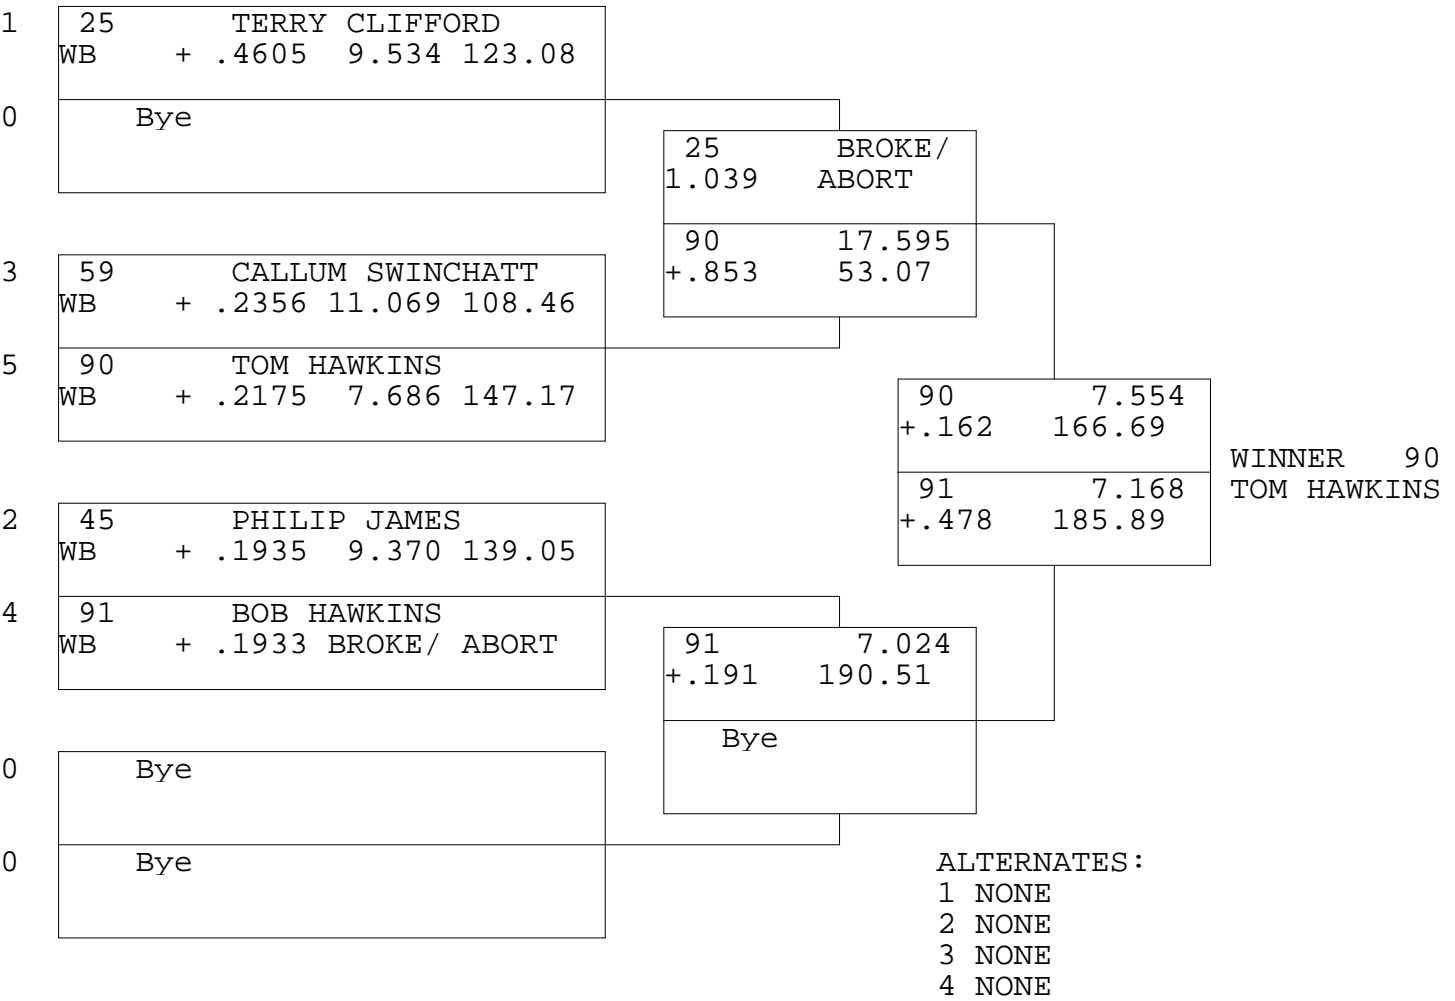 1 25 TERRY CLIFFORD
WB + .4605 9.534 123.08
0 Bye
25 BROKE/
1.039 ABORT
90 17.595
+.853 53.07
3 59 CALLUM SWINCHATT
WB + .2356 11.069 108.46
5 90 TOM HAWKINS
WB + .2175 7.686 147.17
90 7.554
+.162 166.69
91 7.168
+.478 185.89
WINNER 90
TOM HAWKINS
2 45 PHILIP JAMES
WB + .1935 9.370 139.05
4 91 BOB HAWKINS
WB + .1933 BROKE/ ABORT
91 7.024
+.191 190.51
Bye
0 Bye
0 Bye
ALTERNATES:
1 NONE
2 NONE
3 NONE
4 NONE